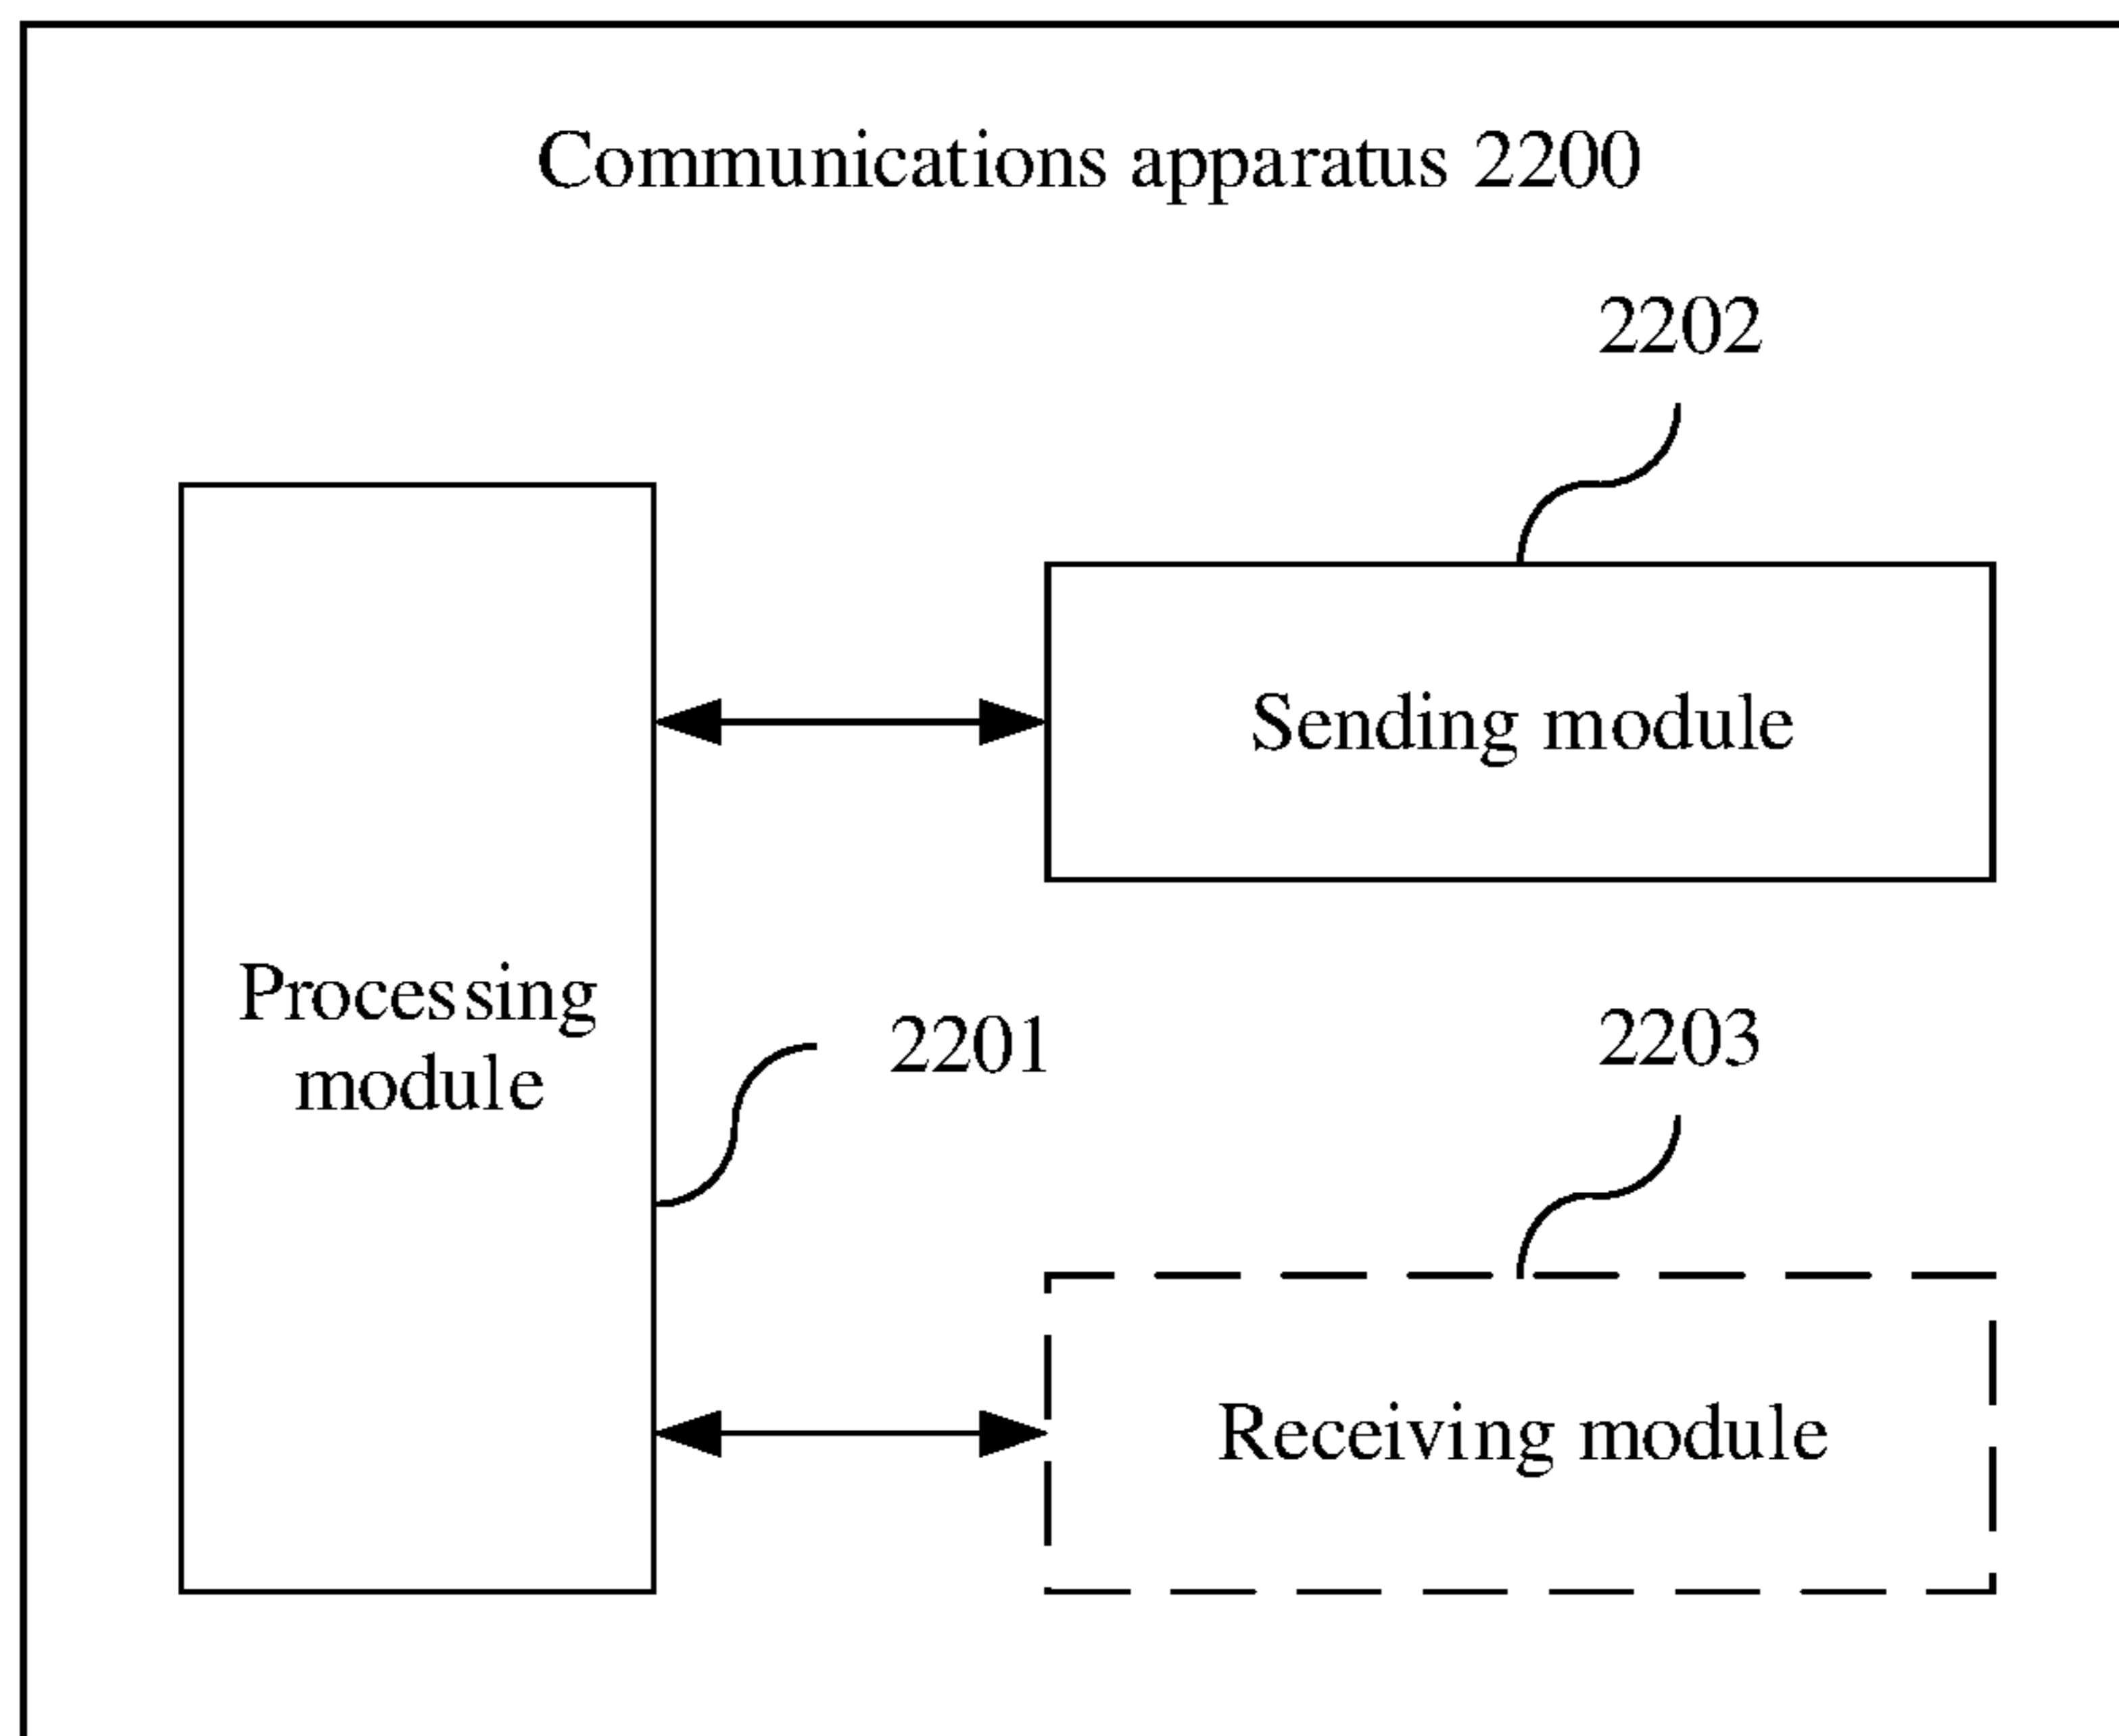 Communications apparatus 2200
2202
Sending module
Processing
module
2201
2203
Receiving module